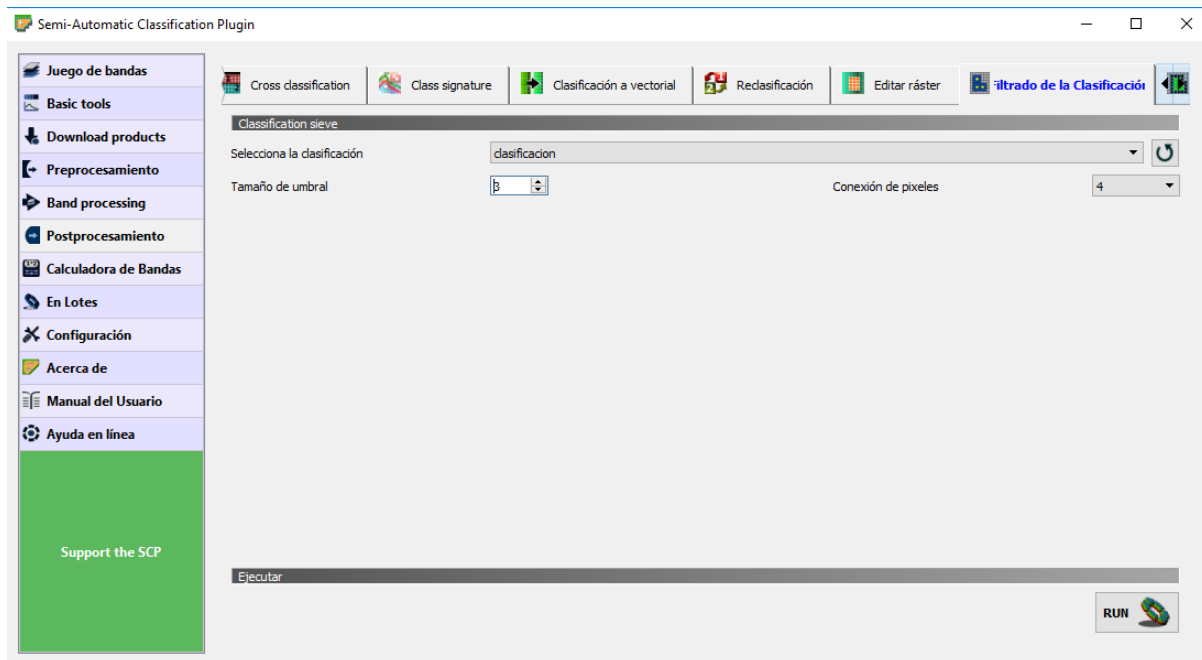 Semi-Automatic Classification Plugin
Juego de bandas
Basic tools
Download products
Preprocesamiento
Band processing
Postprocesamiento
Calculadora de Bandas
En Lotes
Configuración
Acerca de
Manual del Usuario
Ayuda en línea
Support the SCP
Cross classification Class signature Clasificación a vectorial Reclasificación Editar ráster iltrado de la Clasificación
Classification sieve
Selecciona la clasificación clasificacion
Tamaño de umbral 3 Conexión de pixeles 4
Ejecutar
RUN